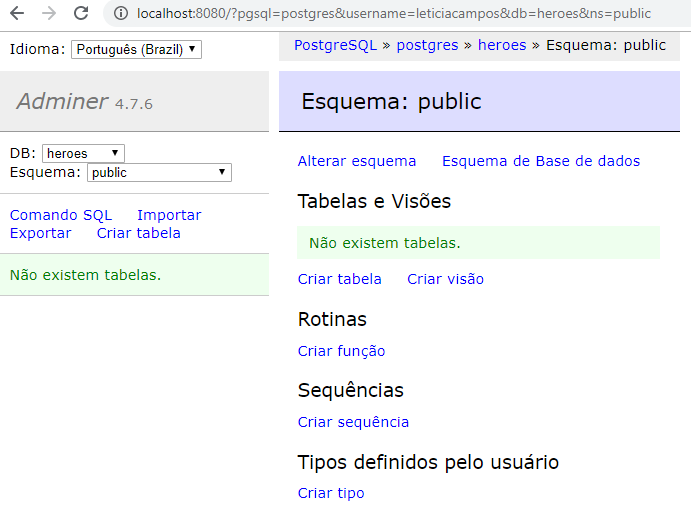 localhost:8080/?pgsql=postgres&username=leticiacampos&db=heroes&ns=public
Idioma: Português (Brazil)
PostgreSQL » postgres » heroes » Esquema: public
Adminer 4.7.6
Esquema: public
DB: heroes
Esquema: public
Alterar esquema Esquema de Base de dados
Comando SQL Importar
Exportar Criar tabela
Não existem tabelas.
Tabelas e Visões
Não existem tabelas.
Criar tabela Criar visão
Rotinas
Criar função
Sequências
Criar sequência
Tipos definidos pelo usuário
Criar tipo